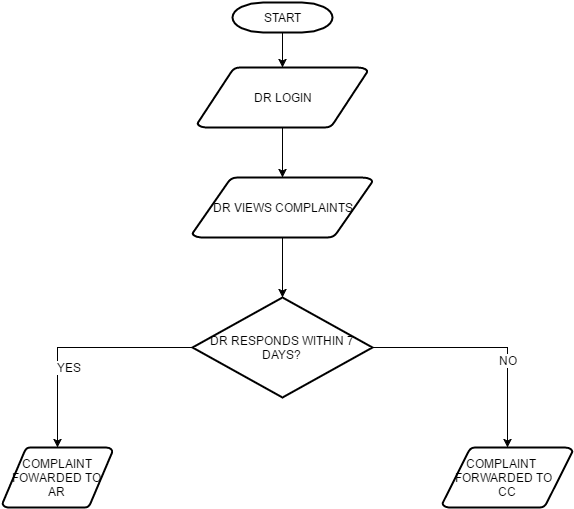 START
DR LOGIN
DR VIEWS COMPLAINTS
DR RESPONDS WITHIN 7
DAYS?
YES
NO
COMPLAINT
FOWARDED TO
AR
COMPLAINT
FORWARDED TO
CC